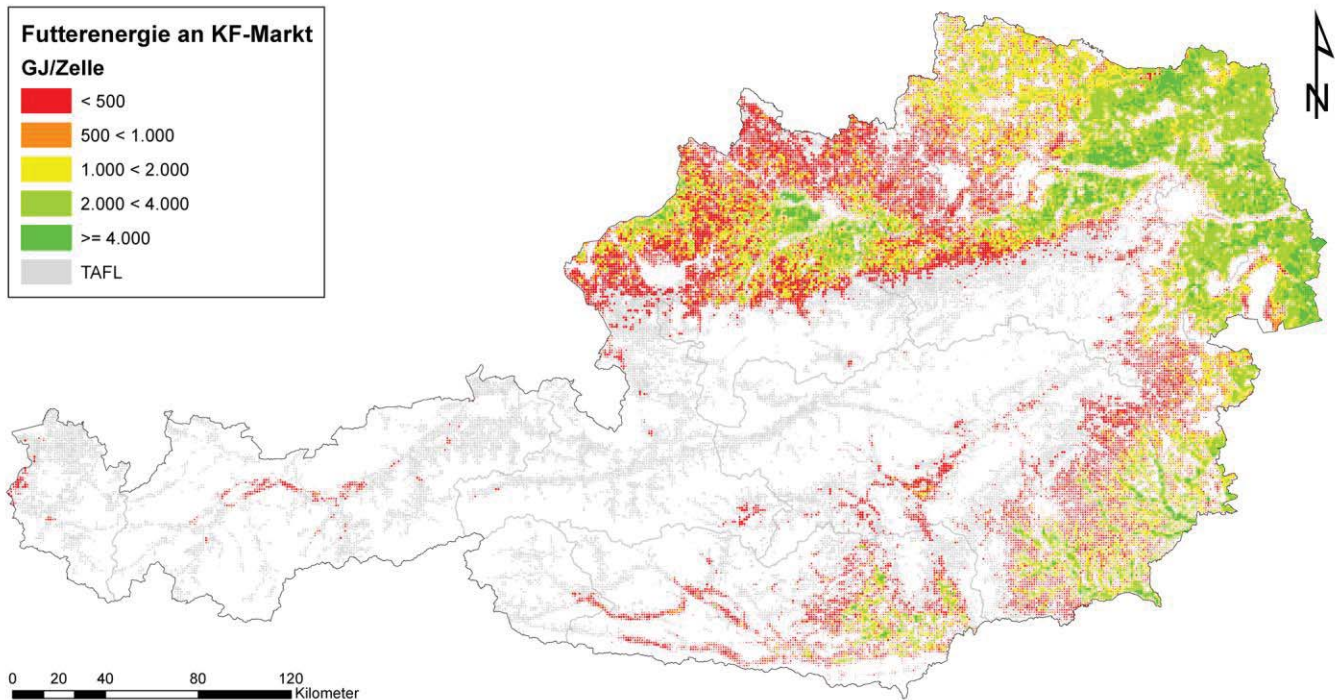 Futterenergie an KF-Markt
GJ/Zelle
< 500
500 < 1.000
1.000 < 2.000
2.000 < 4.000
>= 4.000
TAFL
N
0 20 40 80 120
Kilometer